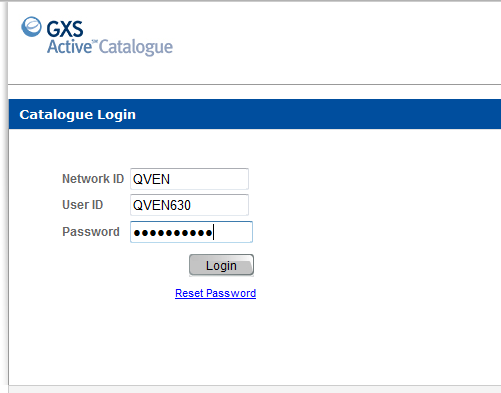 GXS
Active™Catalogue
Catalogue Login
Network ID QVEN
User ID QVEN630
Password ●●●●●●●●●●
Login
Reset Password